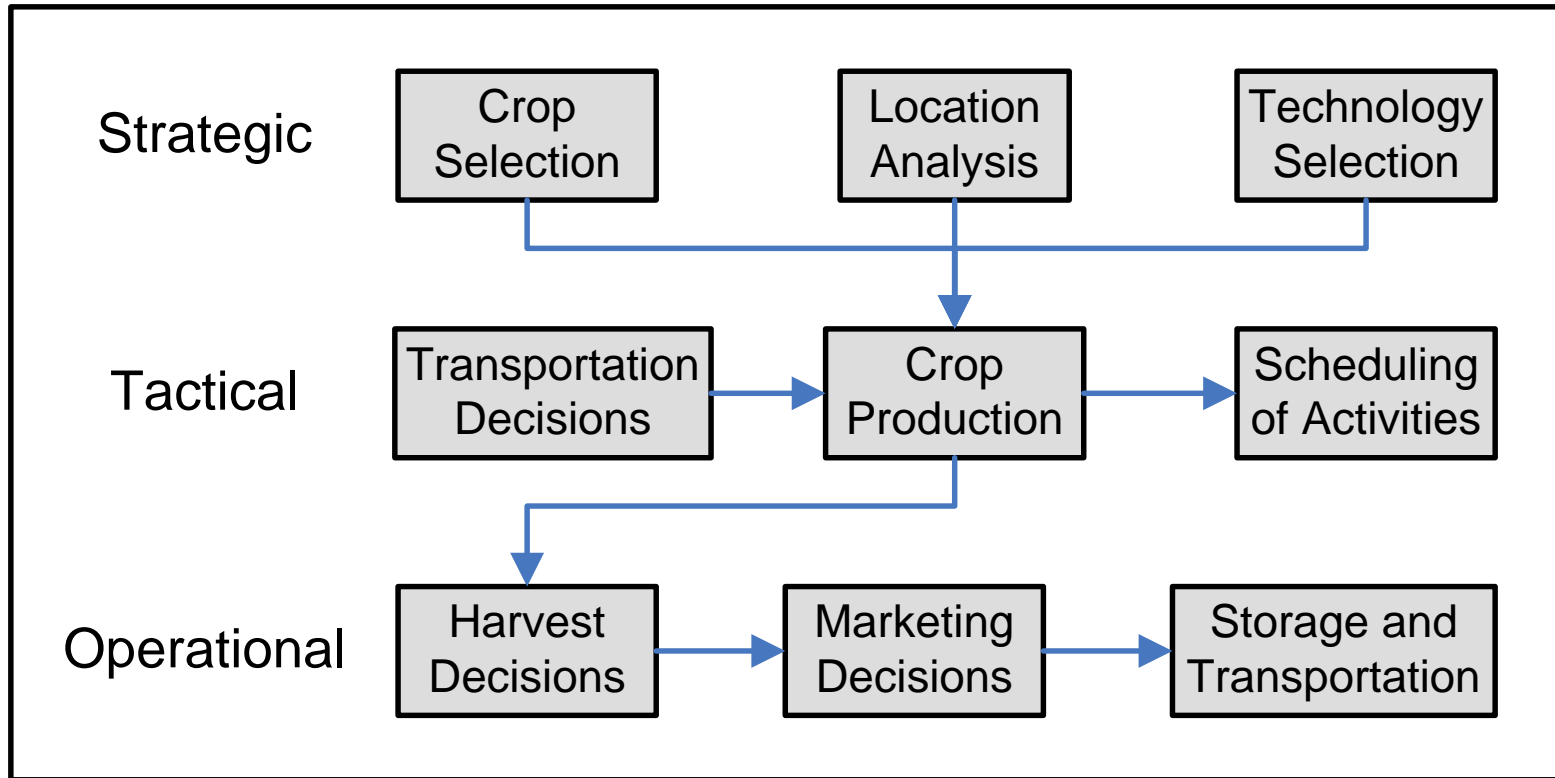 Strategic
Crop
Selection
Location
Analysis
Technology
Selection
Tactical
Transportation
Decisions
Crop
Production
Scheduling
of Activities
Operational
Harvest
Decisions
Marketing
Decisions
Storage and
Transportation